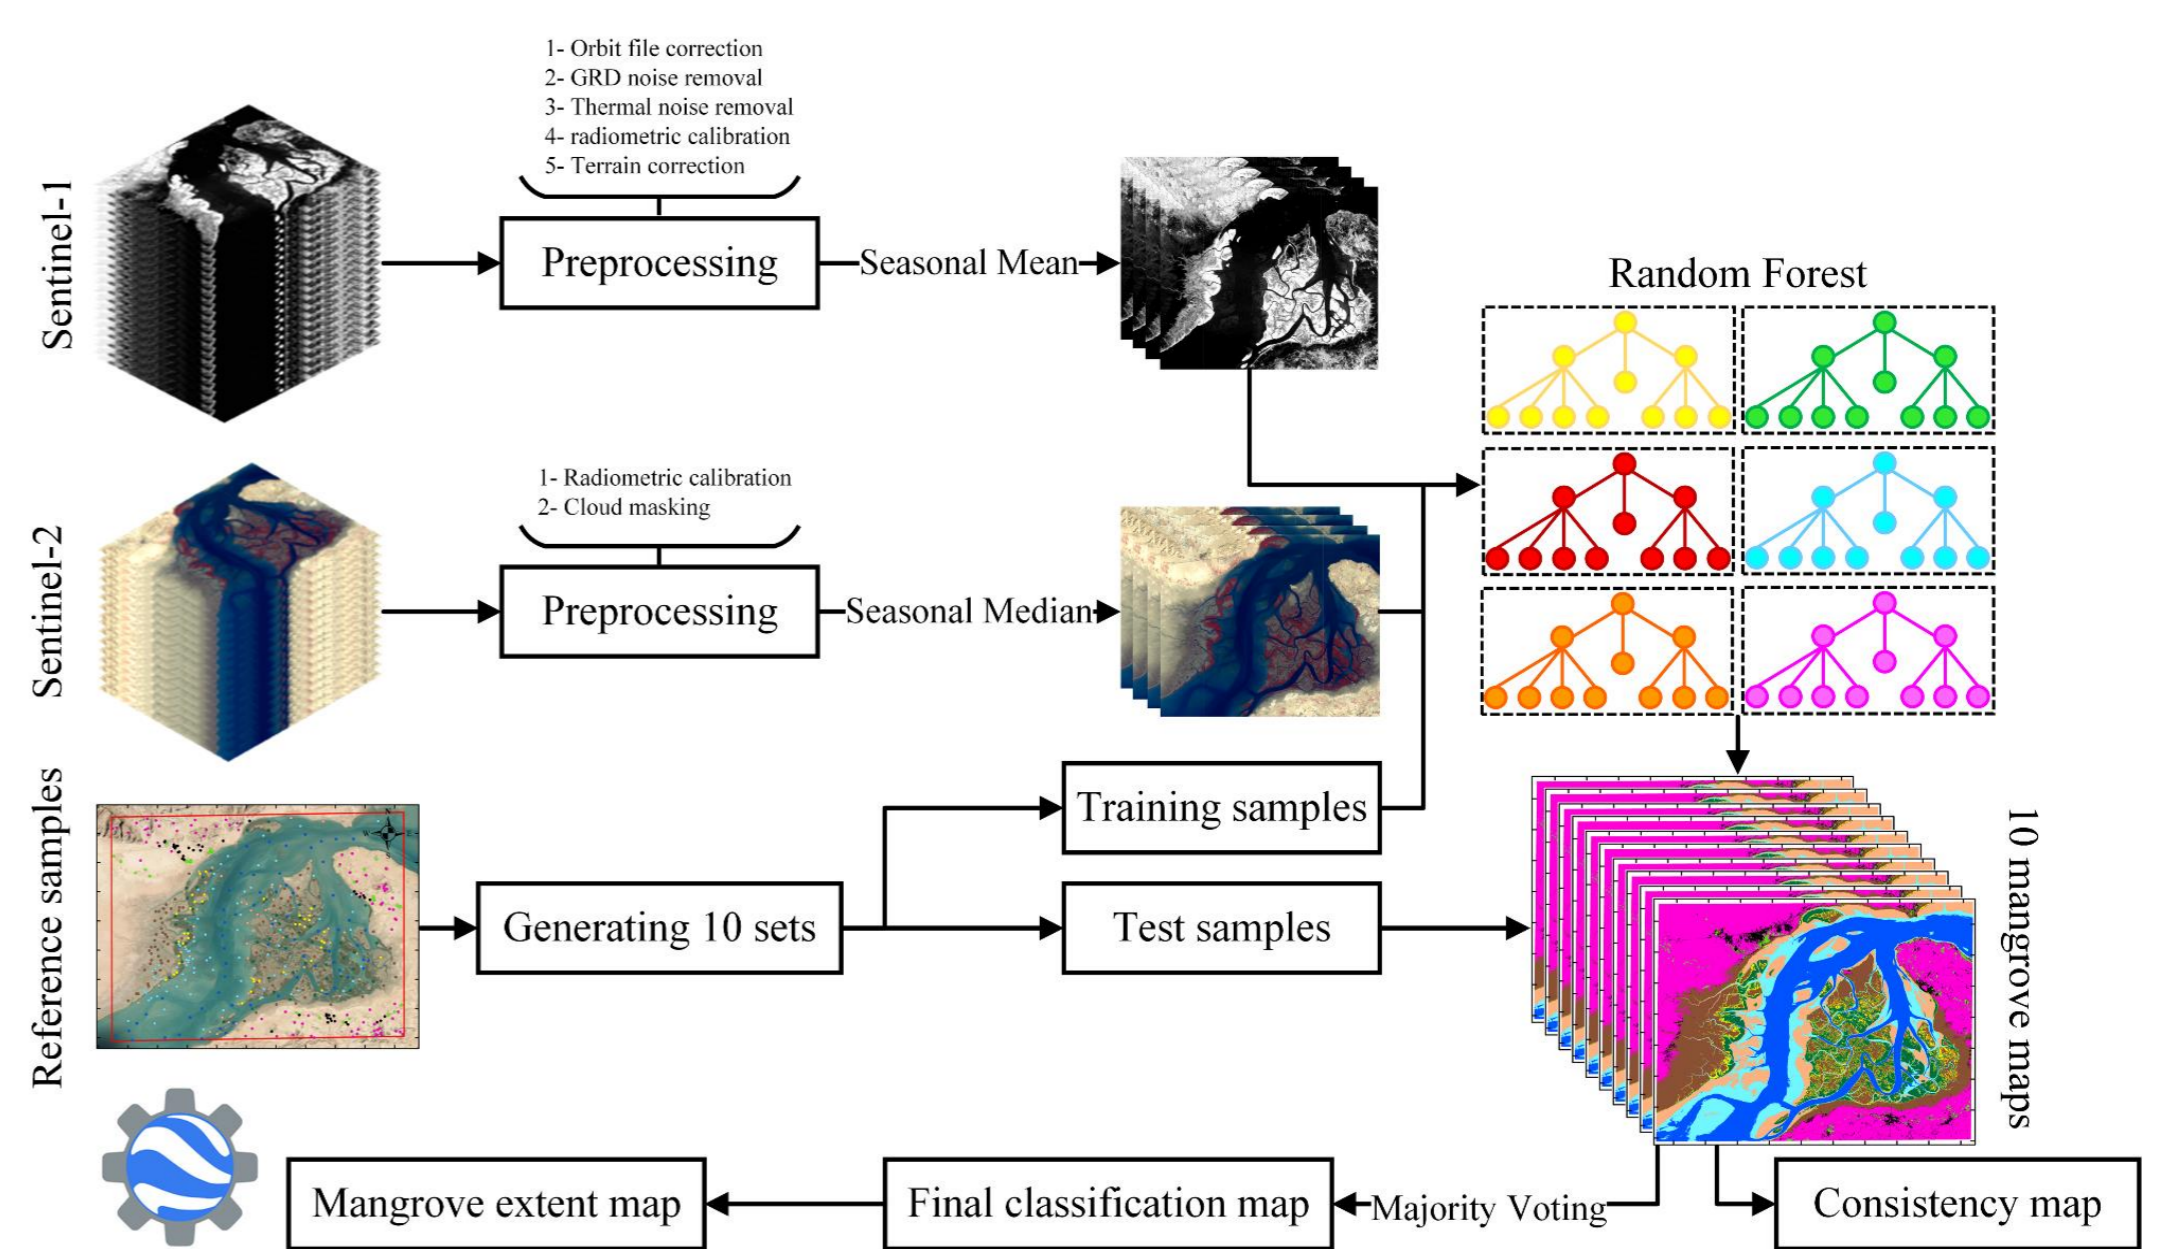 1- Orbit file correction
2- GRD noise removal
3- Thermal noise removal
4- radiometric calibration
5- Terrain correction
Sentinel-1
Preprocessing
Seasonal Mean
Random Forest
1- Radiometric calibration
2- Cloud masking
Sentinel-2
Preprocessing
Seasonal Median
Reference samples
Generating 10 sets
Training samples
Test samples
10 mangrove maps
Mangrove extent map
Final classification map
Majority Voting
Consistency map